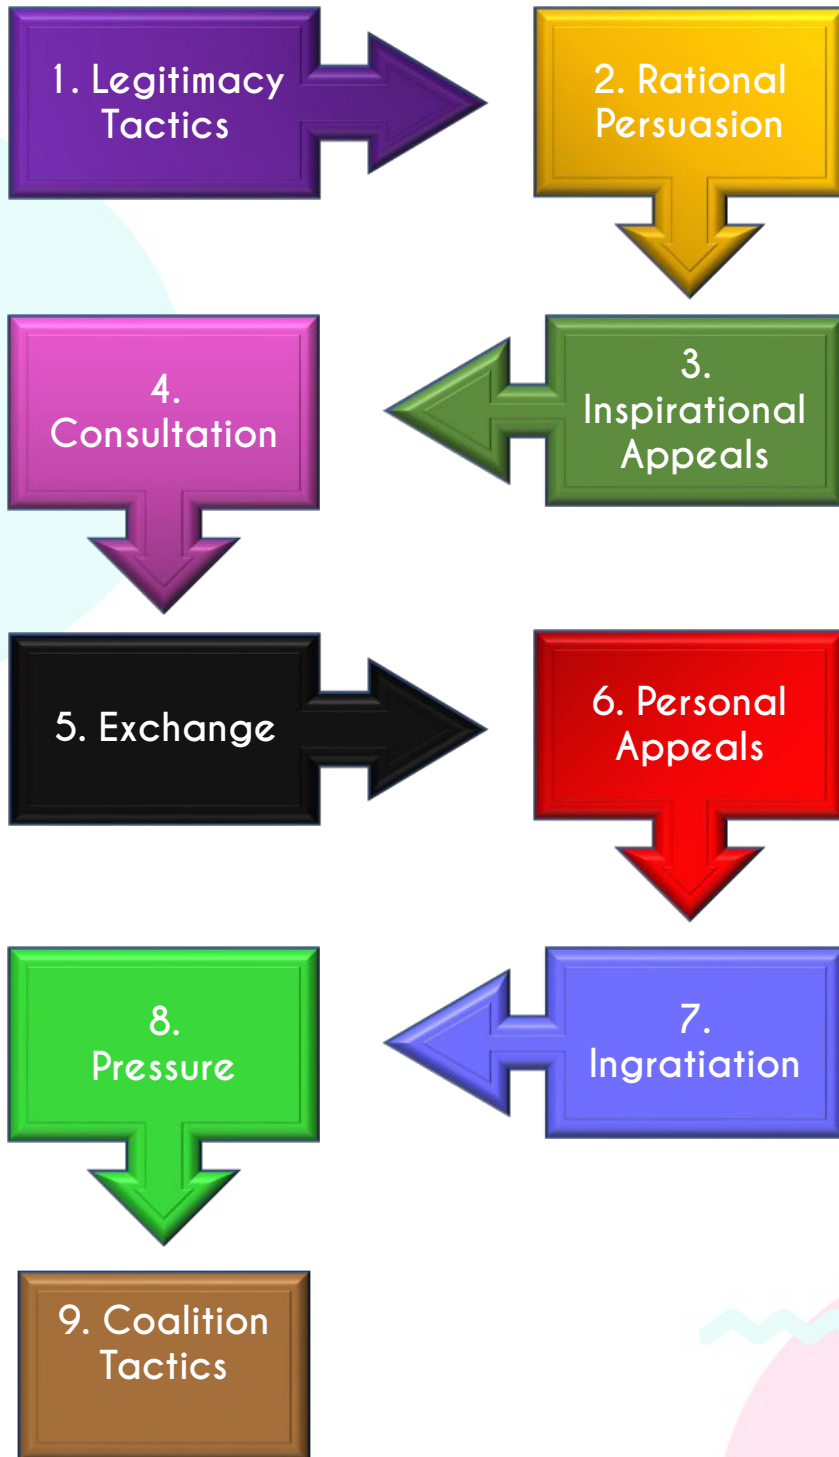 1. Legitimacy
Tactics
2. Rational
Persuasion
3.
Inspirational
Appeals
4.
Consultation
5. Exchange
6. Personal
Appeals
7.
Ingratiation
8.
Pressure
9. Coalition
Tactics